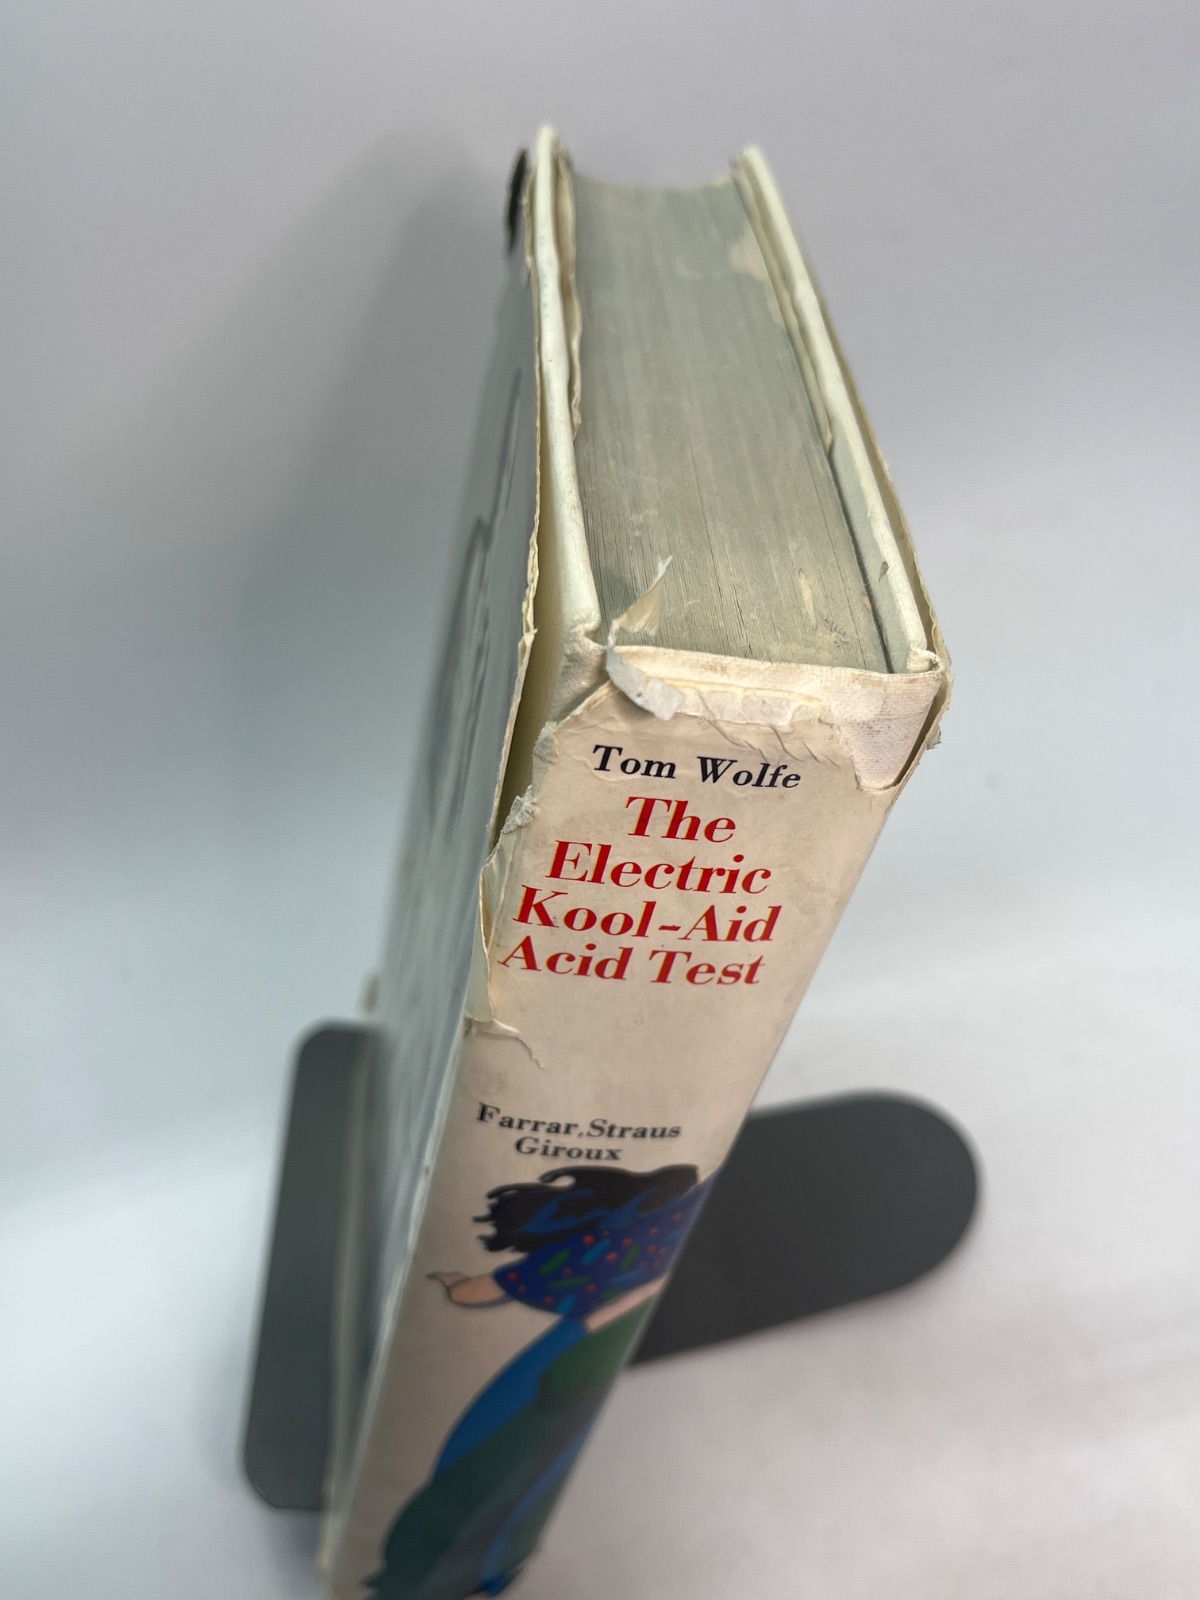 Tom Wolfe
The
Electric
Kool-Aid
Acid Test
Farrar, Straus
Giroux